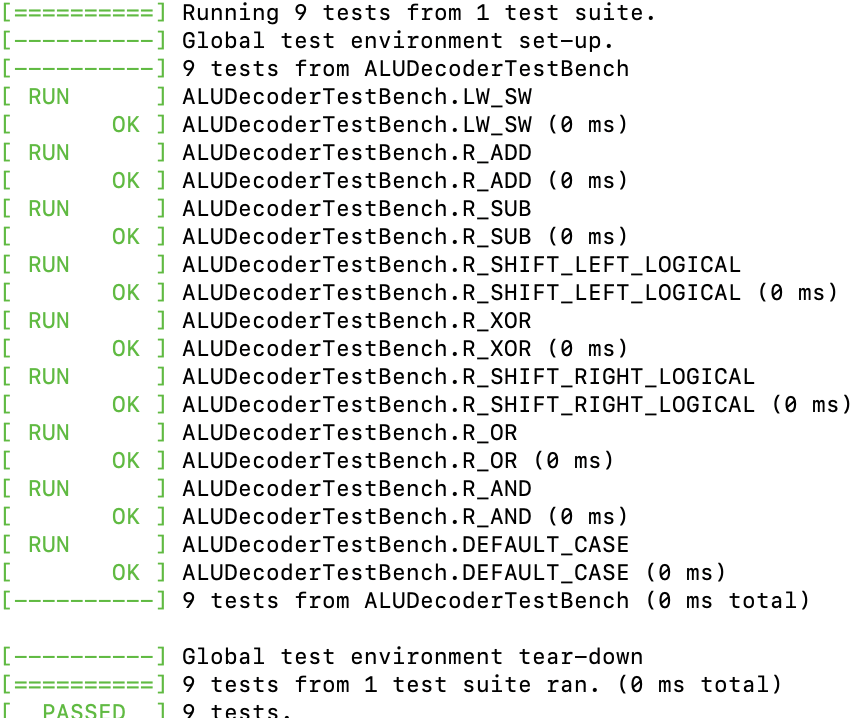 [==========] Running 9 tests from 1 test suite.
[----------] Global test environment set-up.
[----------] 9 tests from ALUDecoderTestBench
[ RUN      ] ALUDecoderTestBench.LW_SW
[       OK ] ALUDecoderTestBench.LW_SW (0 ms)
[ RUN      ] ALUDecoderTestBench.R_ADD
[       OK ] ALUDecoderTestBench.R_ADD (0 ms)
[ RUN      ] ALUDecoderTestBench.R_SUB
[       OK ] ALUDecoderTestBench.R_SUB (0 ms)
[ RUN      ] ALUDecoderTestBench.R_SHIFT_LEFT_LOGICAL
[       OK ] ALUDecoderTestBench.R_SHIFT_LEFT_LOGICAL (0 ms)
[ RUN      ] ALUDecoderTestBench.R_XOR
[       OK ] ALUDecoderTestBench.R_XOR (0 ms)
[ RUN      ] ALUDecoderTestBench.R_SHIFT_RIGHT_LOGICAL
[       OK ] ALUDecoderTestBench.R_SHIFT_RIGHT_LOGICAL (0 ms)
[ RUN      ] ALUDecoderTestBench.R_OR
[       OK ] ALUDecoderTestBench.R_OR (0 ms)
[ RUN      ] ALUDecoderTestBench.R_AND
[       OK ] ALUDecoderTestBench.R_AND (0 ms)
[ RUN      ] ALUDecoderTestBench.DEFAULT_CASE
[       OK ] ALUDecoderTestBench.DEFAULT_CASE (0 ms)
[----------] 9 tests from ALUDecoderTestBench (0 ms total)
[----------] Global test environment tear-down
[==========] 9 tests from 1 test suite ran. (0 ms total)
[  PASSED  ] 9 tests.